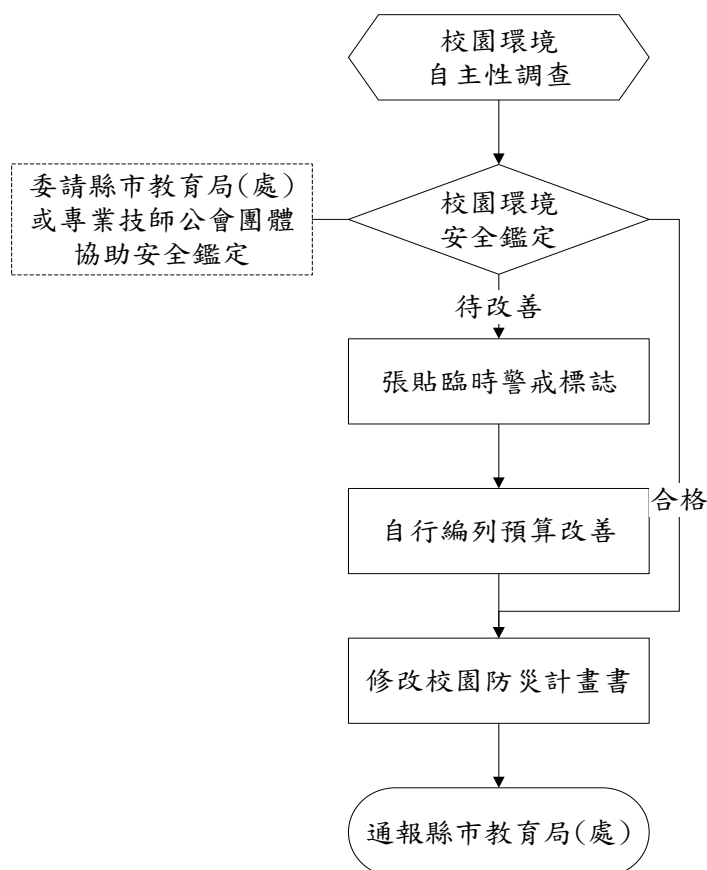 校園環境
自主性調查
委請縣市教育局(處)
或專業技師公會團體
協助安全鑑定
校園環境
安全鑑定
待改善
張貼臨時警戒標誌
自行編列預算改善
合格
修改校園防災計畫書
通報縣市教育局(處)